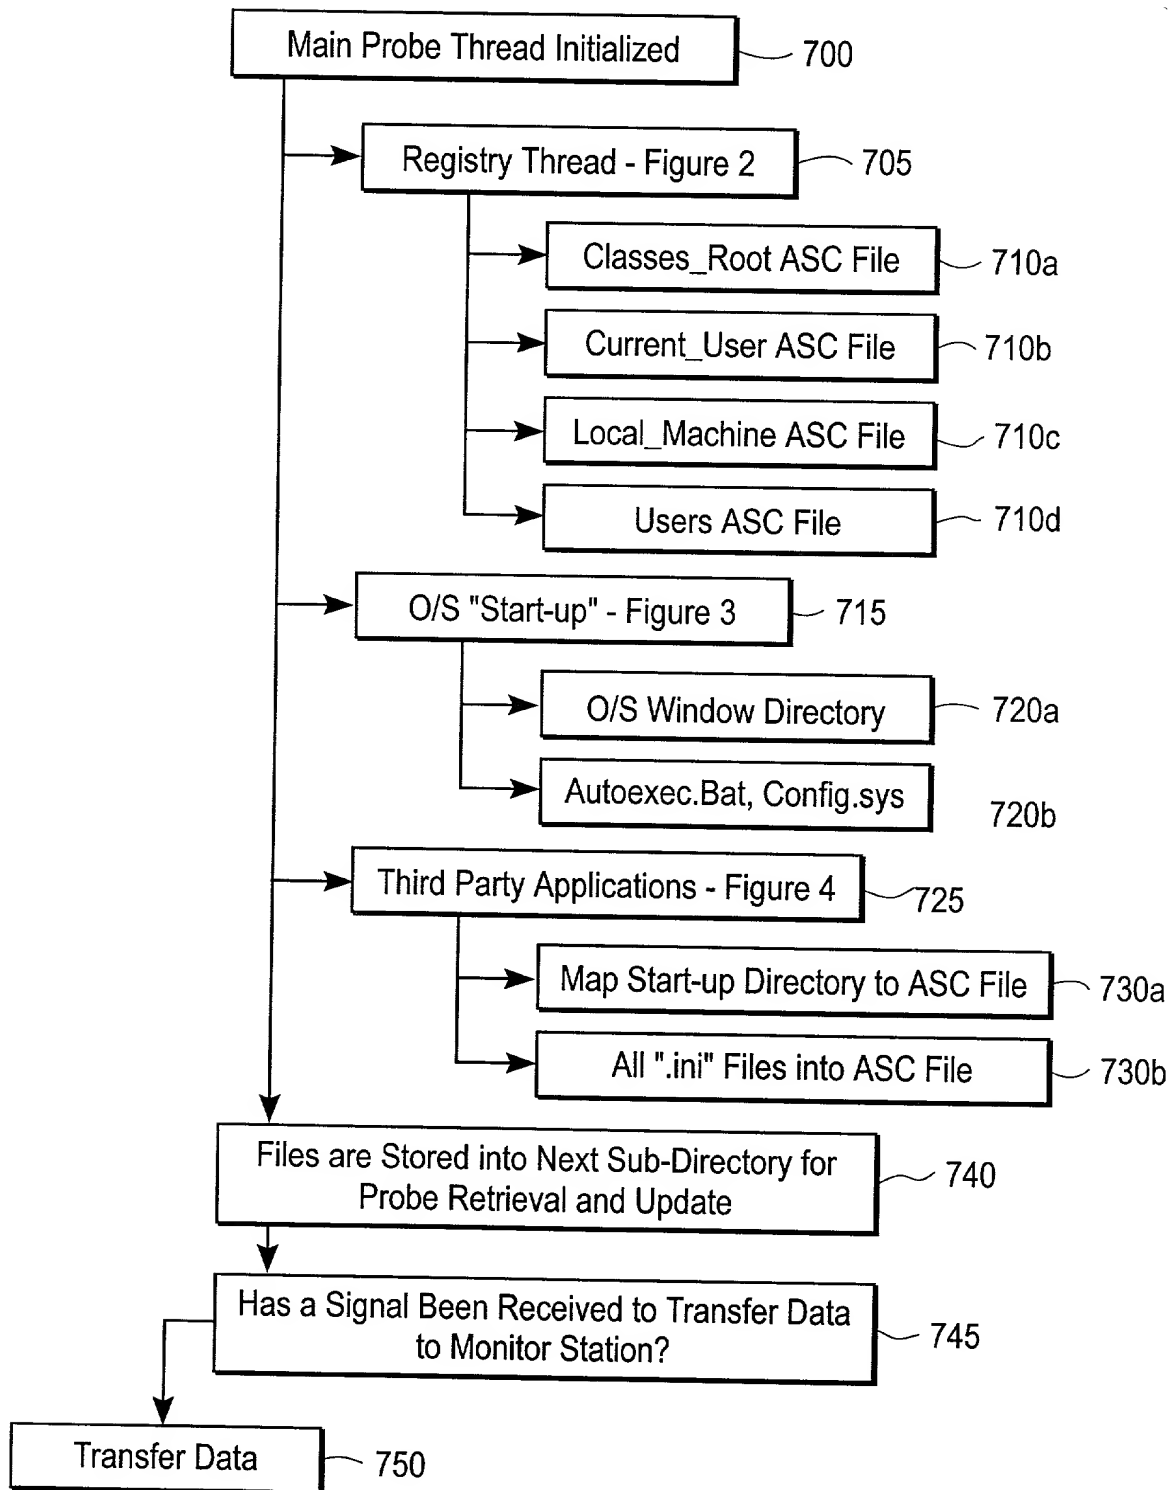 Main Probe Thread Initialized
700
Registry Thread - Figure 2
705
Classes_Root ASC File
710a
Current_User ASC File
710b
Local_Machine ASC File
710c
Users ASC File
710d
O/S "Start-up" - Figure 3
715
O/S Window Directory
720a
Autoexec.Bat, Config.sys
720b
Third Party Applications - Figure 4
725
Map Start-up Directory to ASC File
730a
All ".ini" Files into ASC File
730b
Files are Stored into Next Sub-Directory for
Probe Retrieval and Update
740
Has a Signal Been Received to Transfer Data
to Monitor Station?
745
Transfer Data
750